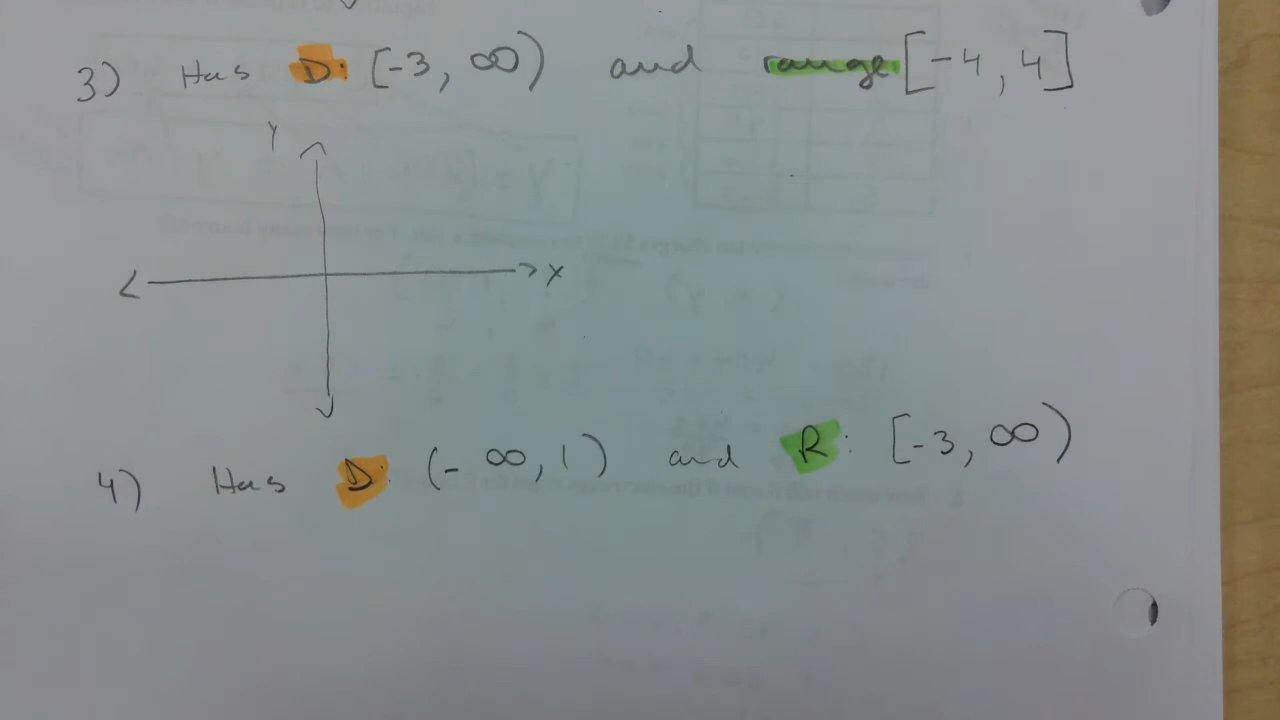 3) Has D: [-3, ∞) and range [-4, 4]
Y
X
4) Has D: (-∞, 1) and R: [-3, ∞)